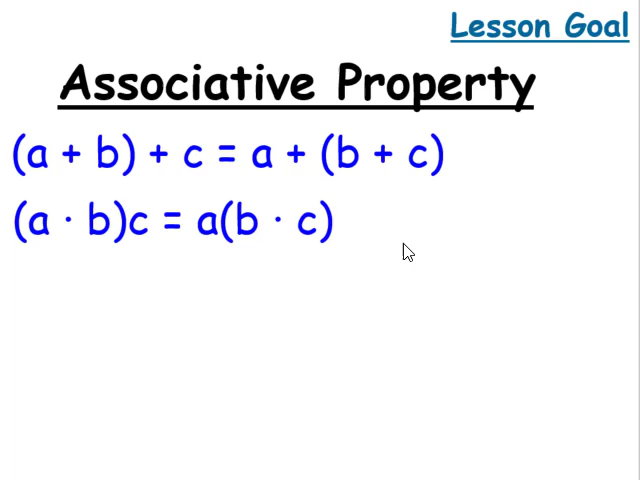 Lesson Goal
Associative Property
(a + b) + c = a + (b + c)
(a · b)c = a(b · c)